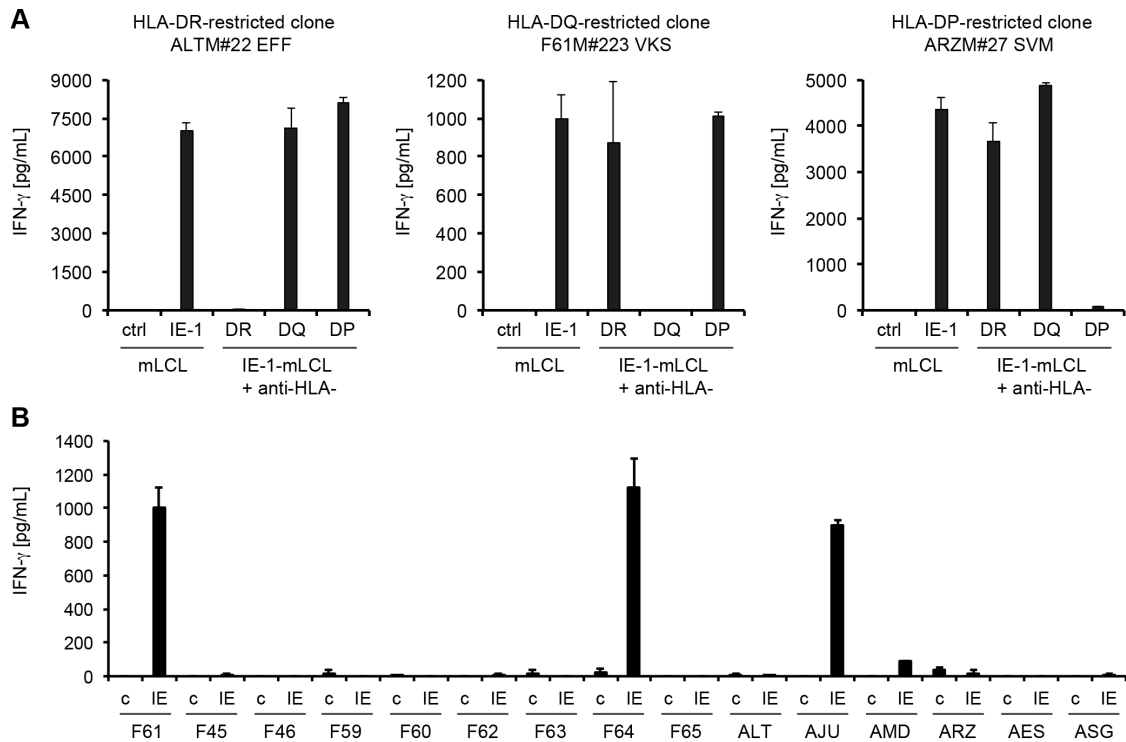 A
HLA-DR-restricted clone
ALTM#22 EFF
IFN-γ [pg/mL]
9000
7500
6000
4500
3000
1500
0
ctrl IE-1 DR DQ DP
mLCL IE-1-mLCL
+ anti-HLA-
HLA-DQ-restricted clone
F61M#223 VKS
IFN-γ [pg/mL]
1200
1000
800
600
400
200
0
ctrl IE-1 DR DQ DP
mLCL IE-1-mLCL
+ anti-HLA-
HLA-DP-restricted clone
ARZM#27 SVM
IFN-γ [pg/mL]
5000
4000
3000
2000
1000
0
ctrl IE-1 DR DQ DP
mLCL IE-1-mLCL
+ anti-HLA-
B
IFN-γ [pg/mL]
1400
1200
1000
800
600
400
200
0
c IE c IE c IE c IE c IE c IE c IE c IE c IE c IE c IE c IE c IE c IE c IE
F61 F45 F46 F59 F60 F62 F63 F64 F65 ALT AJU AMD ARZ AES ASG